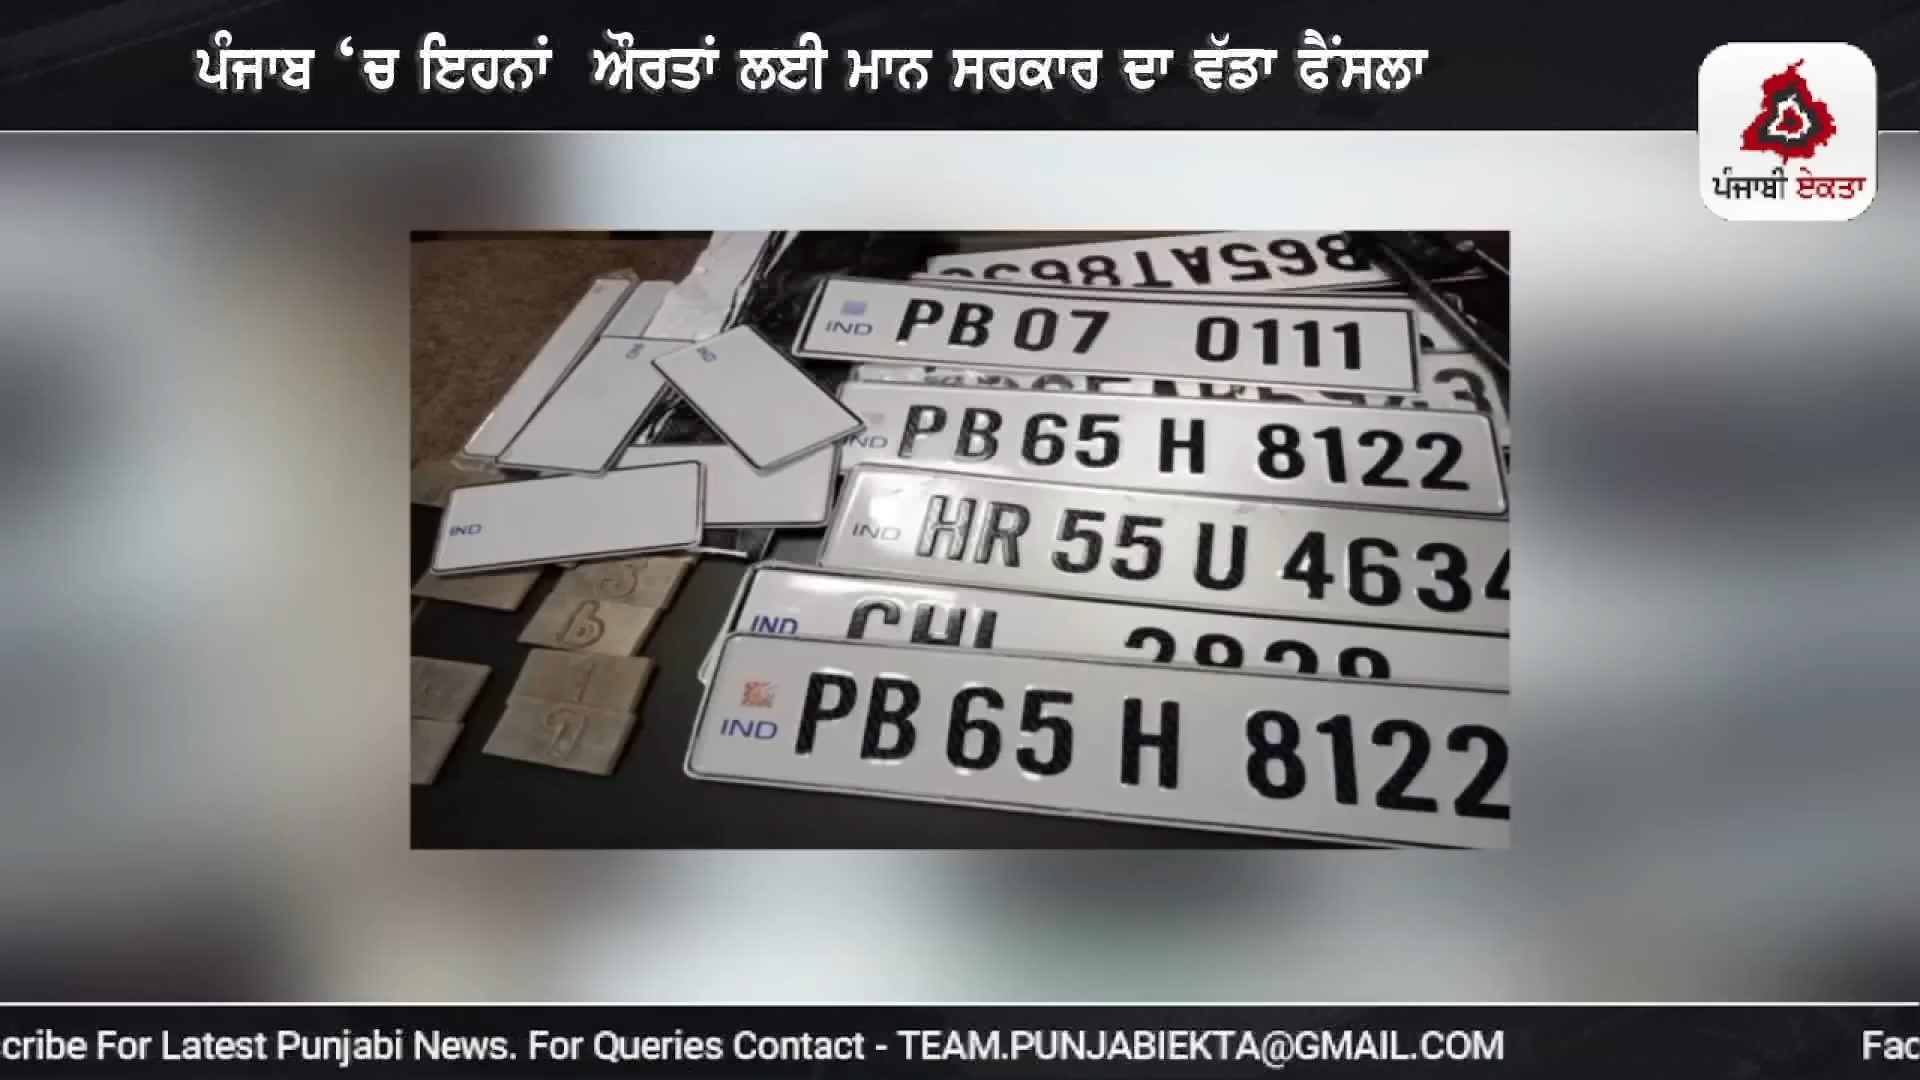 ਪੰਜਾਬ ‘ਚ ਇਹਨਾਂ ਔਰਤਾਂ ਲਈ ਮਾਨ ਸਰਕਾਰ ਦਾ ਵੱਡਾ ਫੈਂਸਲਾ
ਪੰਜਾਬੀ ਏਕਤਾ
IND PB 07 0111
IND PB 65 H 8122
IND HR 55 U 4634
IND
IND
IND PB 65 H 8122
cribe For Latest Punjabi News. For Queries Contact - TEAM.PUNJABIEKTA@GMAIL.COM
Fac